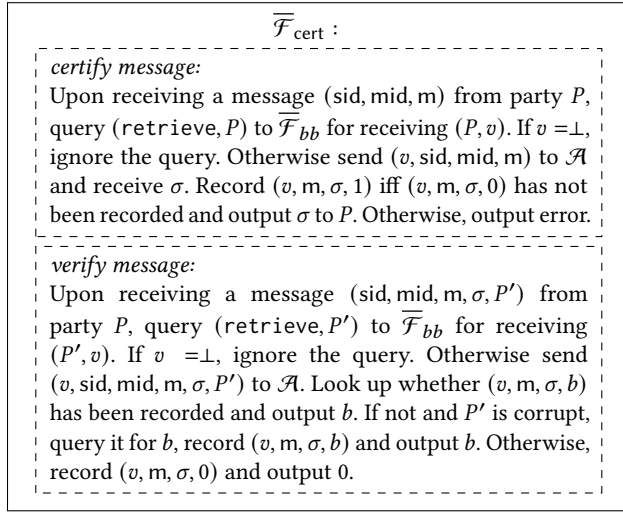 ℱ̅cert :
certify message:
Upon receiving a message (sid, mid, m) from party P,
query (retrieve, P) to ℱ̅bb for receiving (P, v). If v =⊥,
ignore the query. Otherwise send (v, sid, mid, m) to 𝒜
and receive σ. Record (v, m, σ, 1) iff (v, m, σ, 0) has not
been recorded and output σ to P. Otherwise, output error.
verify message:
Upon receiving a message (sid, mid, m, σ, P′) from
party P, query (retrieve, P′) to ℱ̅bb for receiving
(P′, v). If v =⊥, ignore the query. Otherwise send
(v, sid, mid, m, σ, P′) to 𝒜. Look up whether (v, m, σ, b)
has been recorded and output b. If not and P′ is corrupt,
query it for b, record (v, m, σ, b) and output b. Otherwise,
record (v, m, σ, 0) and output 0.